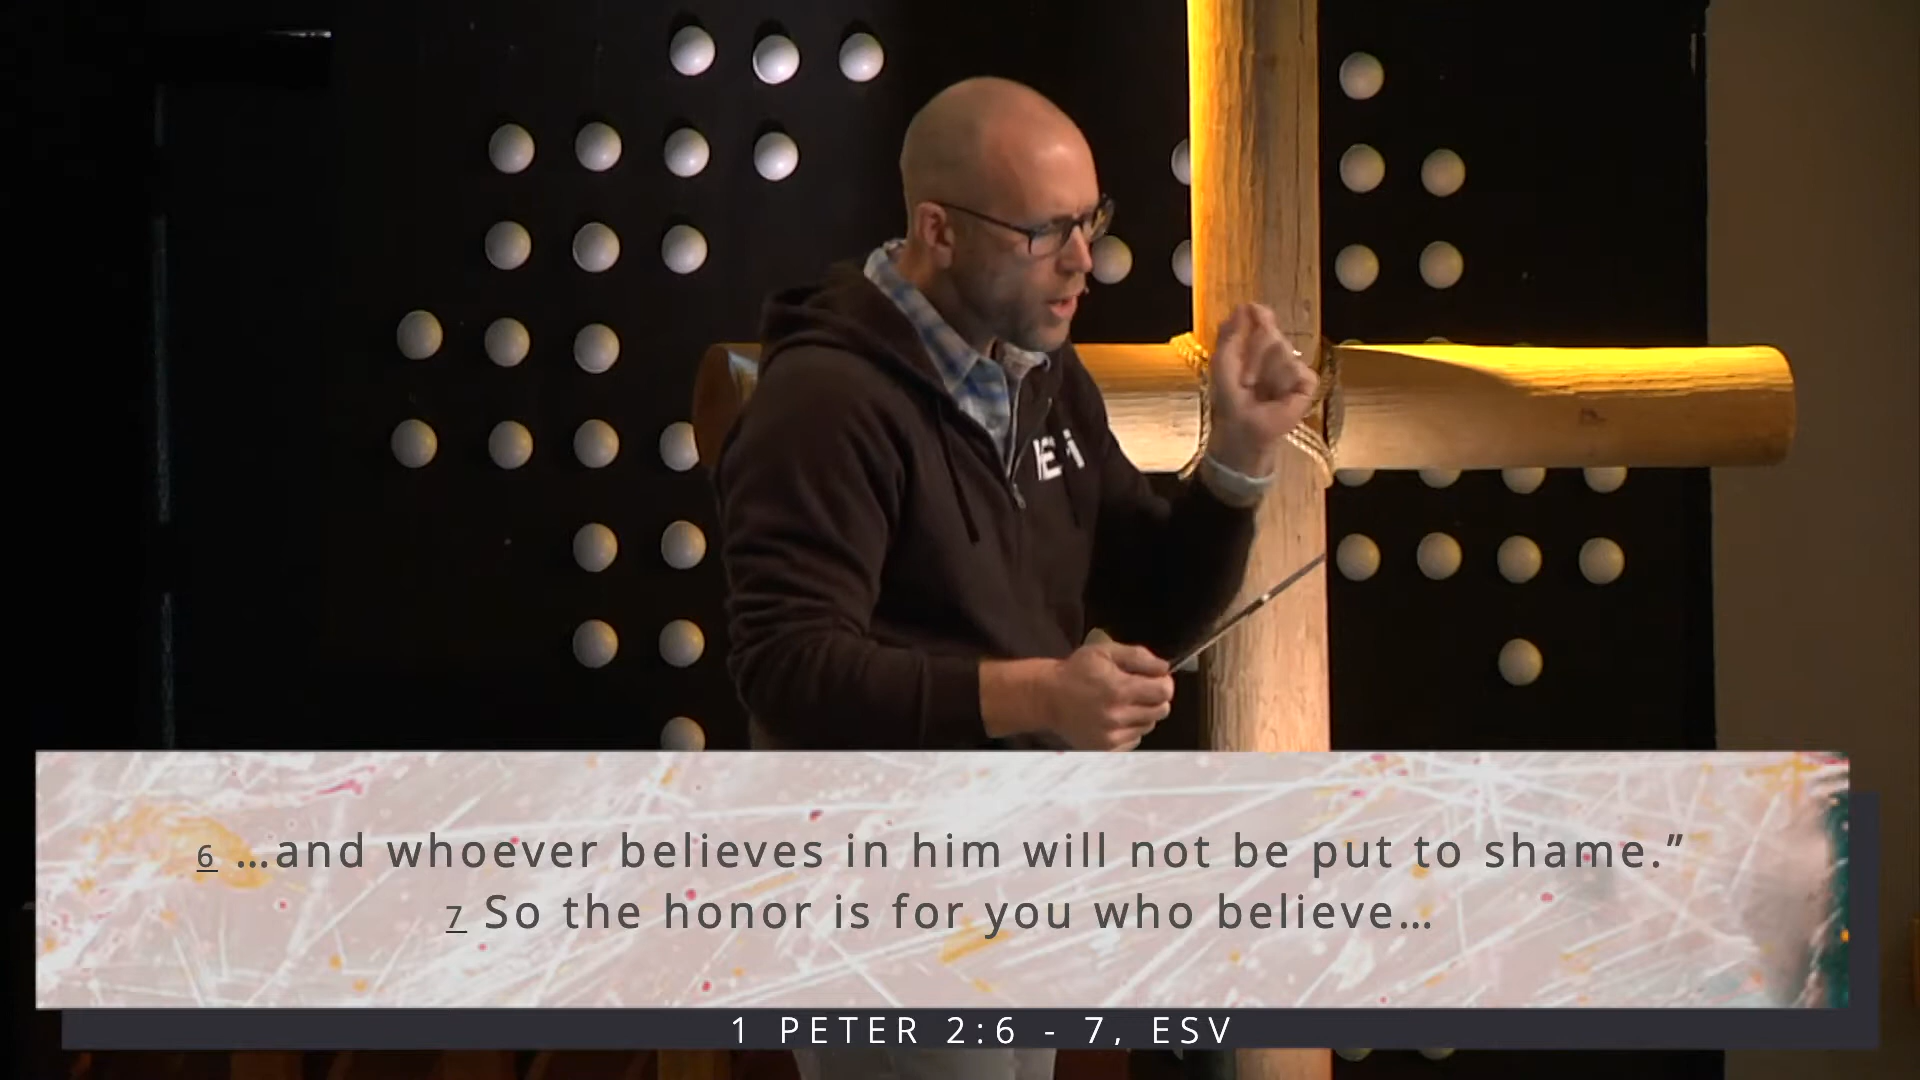 6 …and whoever believes in him will not be put to shame.”
7 So the honor is for you who believe…
1 PETER 2:6 - 7, ESV